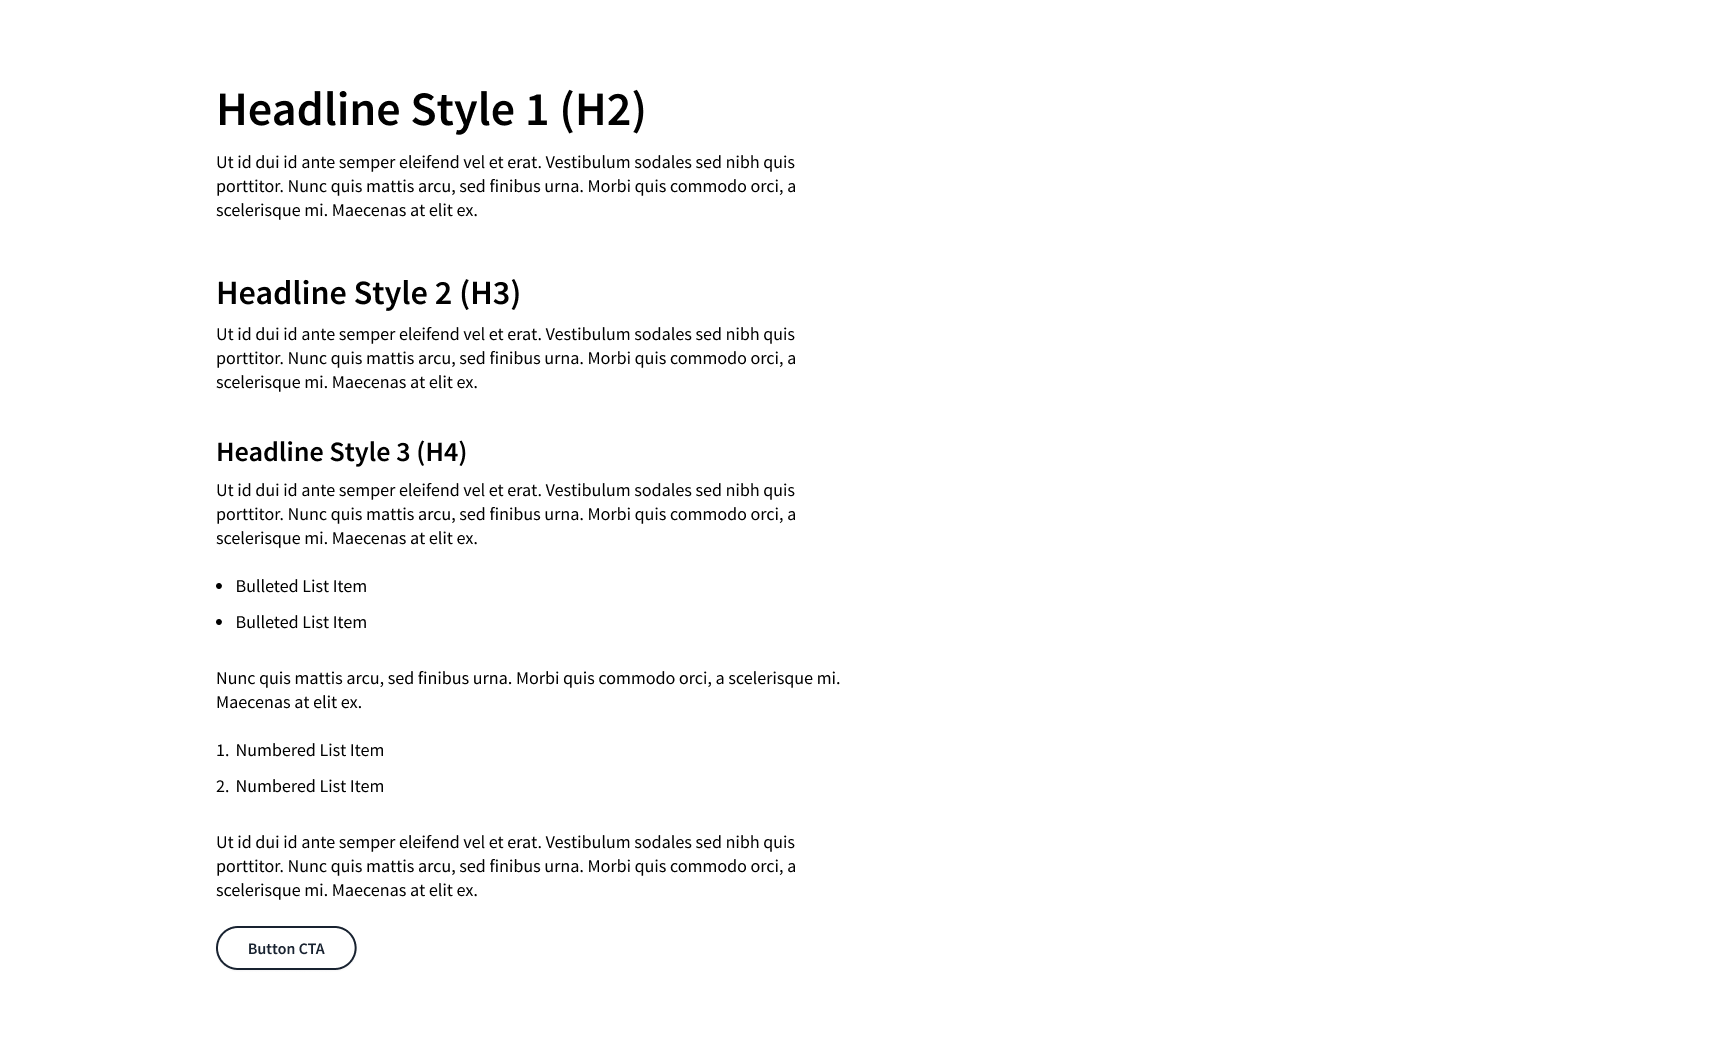 Headline Style 1 (H2)
Ut id dui id ante semper eleifend vel et erat. Vestibulum sodales sed nibh quis
porttitor. Nunc quis mattis arcu, sed finibus urna. Morbi quis commodo orci, a
scelerisque mi. Maecenas at elit ex.
Headline Style 2 (H3)
Ut id dui id ante semper eleifend vel et erat. Vestibulum sodales sed nibh quis
porttitor. Nunc quis mattis arcu, sed finibus urna. Morbi quis commodo orci, a
scelerisque mi. Maecenas at elit ex.
Headline Style 3 (H4)
Ut id dui id ante semper eleifend vel et erat. Vestibulum sodales sed nibh quis
porttitor. Nunc quis mattis arcu, sed finibus urna. Morbi quis commodo orci, a
scelerisque mi. Maecenas at elit ex.
• Bulleted List Item
• Bulleted List Item
Nunc quis mattis arcu, sed finibus urna. Morbi quis commodo orci, a scelerisque mi.
Maecenas at elit ex.
1. Numbered List Item
2. Numbered List Item
Ut id dui id ante semper eleifend vel et erat. Vestibulum sodales sed nibh quis
porttitor. Nunc quis mattis arcu, sed finibus urna. Morbi quis commodo orci, a
scelerisque mi. Maecenas at elit ex.
Button CTA